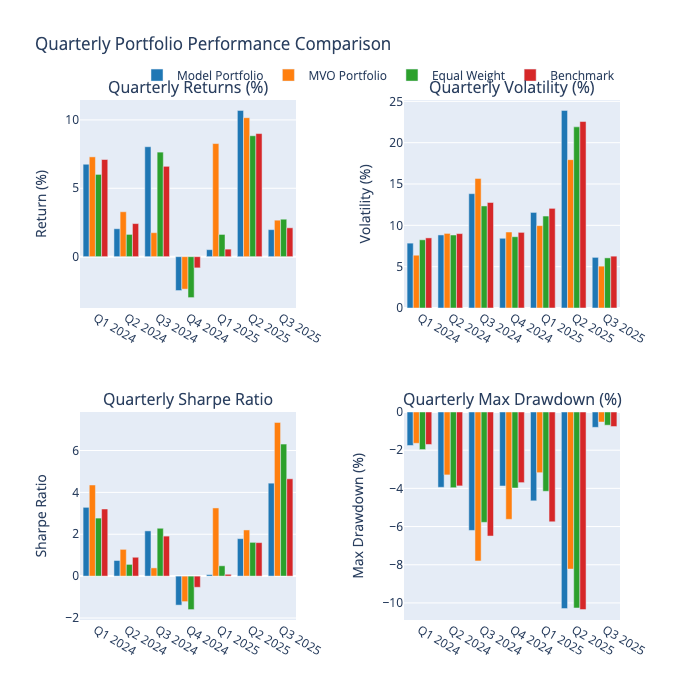 Quarterly Portfolio Performance Comparison
Model Portfolio MVO Portfolio Equal Weight Benchmark
Quarterly Returns (%)
Return (%)
10
5
0
Q1 2024 Q2 2024 Q3 2024 Q4 2024 Q1 2025 Q2 2025 Q3 2025
Quarterly Volatility (%)
Volatility (%)
25
20
15
10
5
0
Q1 2024 Q2 2024 Q3 2024 Q4 2024 Q1 2025 Q2 2025 Q3 2025
Quarterly Sharpe Ratio
Sharpe Ratio
6
4
2
0
−2
Q1 2024 Q2 2024 Q3 2024 Q4 2024 Q1 2025 Q2 2025 Q3 2025
Quarterly Max Drawdown (%)
Max Drawdown (%)
0
−2
−4
−6
−8
−10
Q1 2024 Q2 2024 Q3 2024 Q4 2024 Q1 2025 Q2 2025 Q3 2025